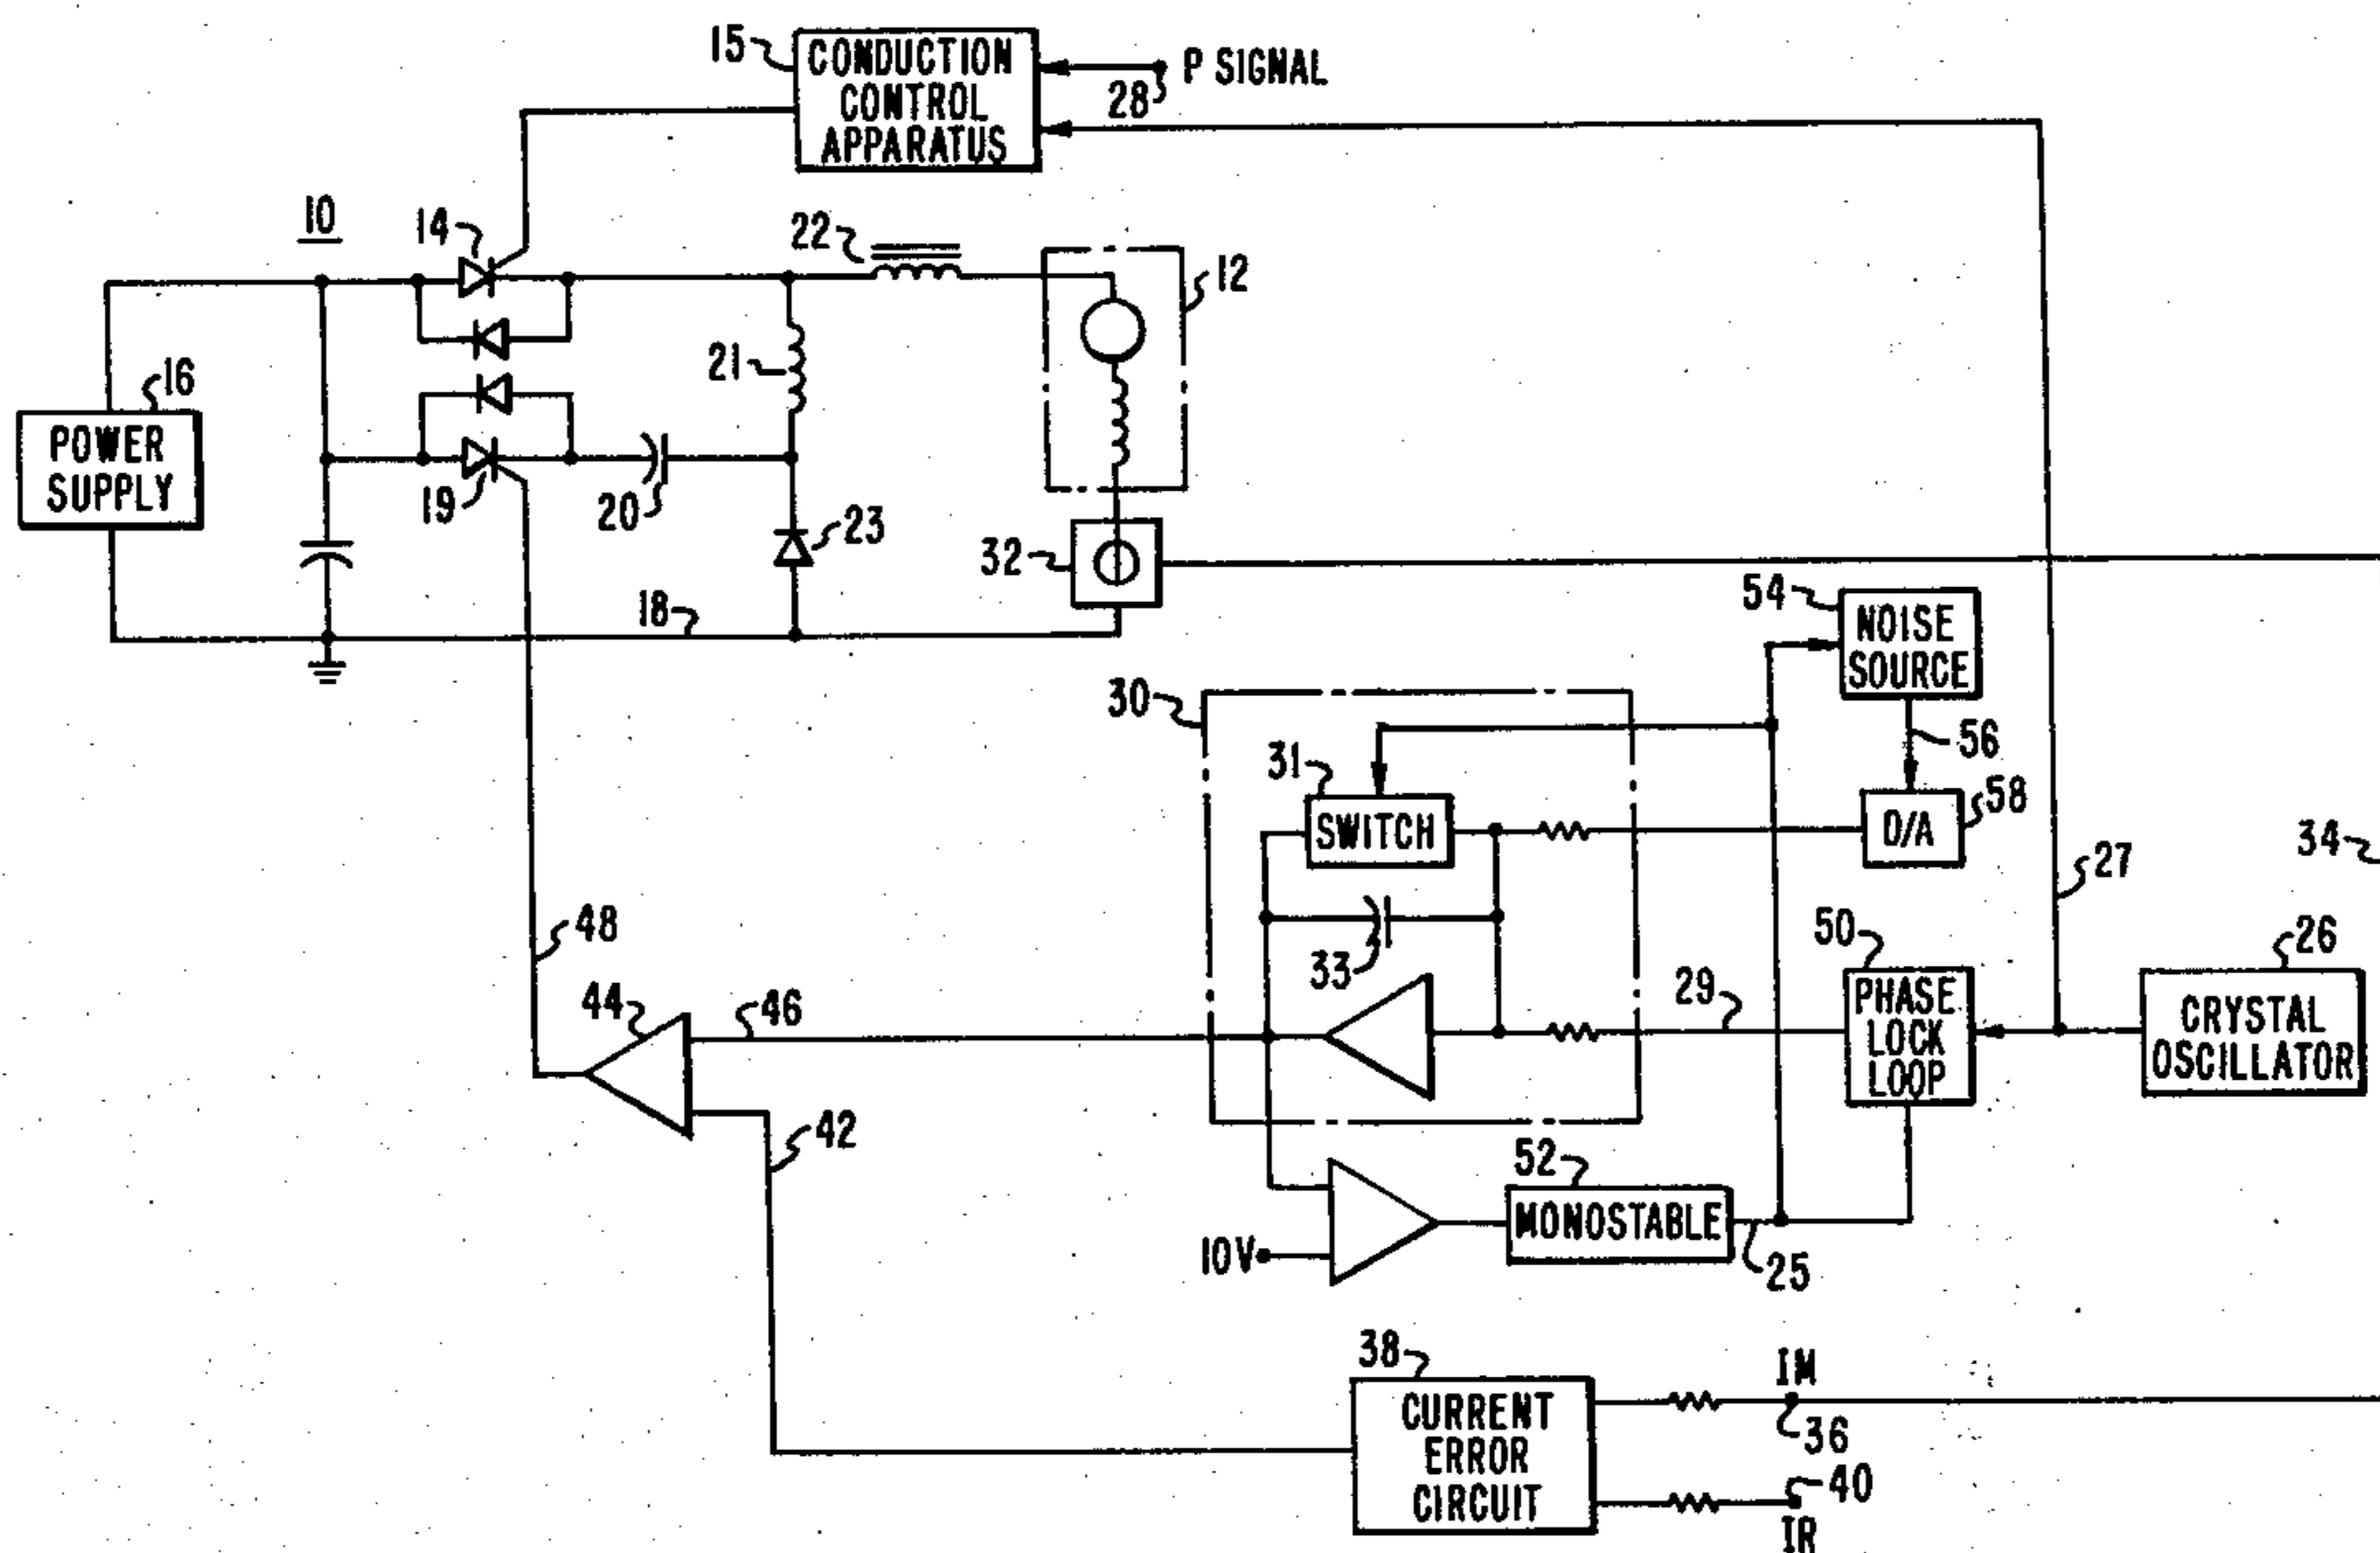 15
CONDUCTION
CONTROL
APPARATUS
P SIGNAL
28
10
14
22
12
21
16
POWER
SUPPLY
19
20
23
32
18
54
NOISE
SOURCE
30
56
31
SWITCH
58
D/A
34
27
33
48
50
26
PHASE
LOCK
LOOP
CRYSTAL
OSCILLATOR
29
44
46
42
52
MONOSTABLE
10V
25
38
CURRENT
ERROR
CIRCUIT
IM
36
40
IR